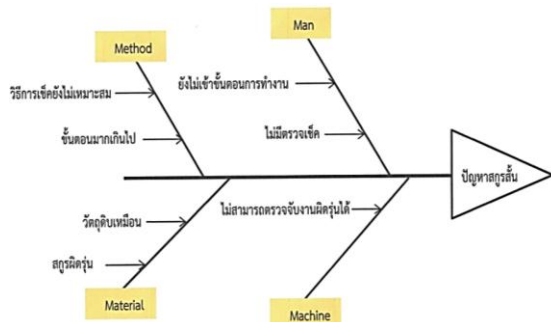 Man
Method
ยังไม่เข้าขั้นตอนการทำงาน
วิธีการเช็คยังไม่เหมาะสม
ไม่มีตรวจเช็ค
ขั้นตอนมากเกินไป
ปัญหาสกูรสั้น
ไม่สามารถตรวจจับงานผิดรุ่นได้
วัตถุดิบเหมือน
สกูรผิดรุ่น
Material
Machine